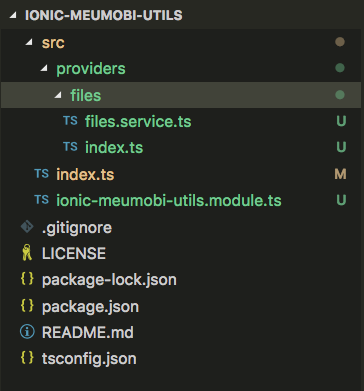 IONIC-MEUMOBI-UTILS
src
providers
files
TS files.service.ts U
TS index.ts U
TS index.ts M
TS ionic-meumobi-utils.module.ts U
.gitignore
LICENSE
{} package-lock.json
{} package.json
README.md
{} tsconfig.json